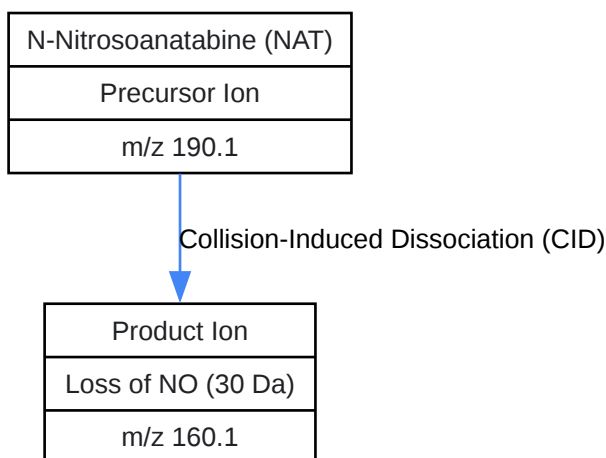 N-Nitrosoanatabine (NAT)
Precursor Ion
m/z 190.1
Collision-Induced Dissociation (CID)
Product Ion
Loss of NO (30 Da)
m/z 160.1